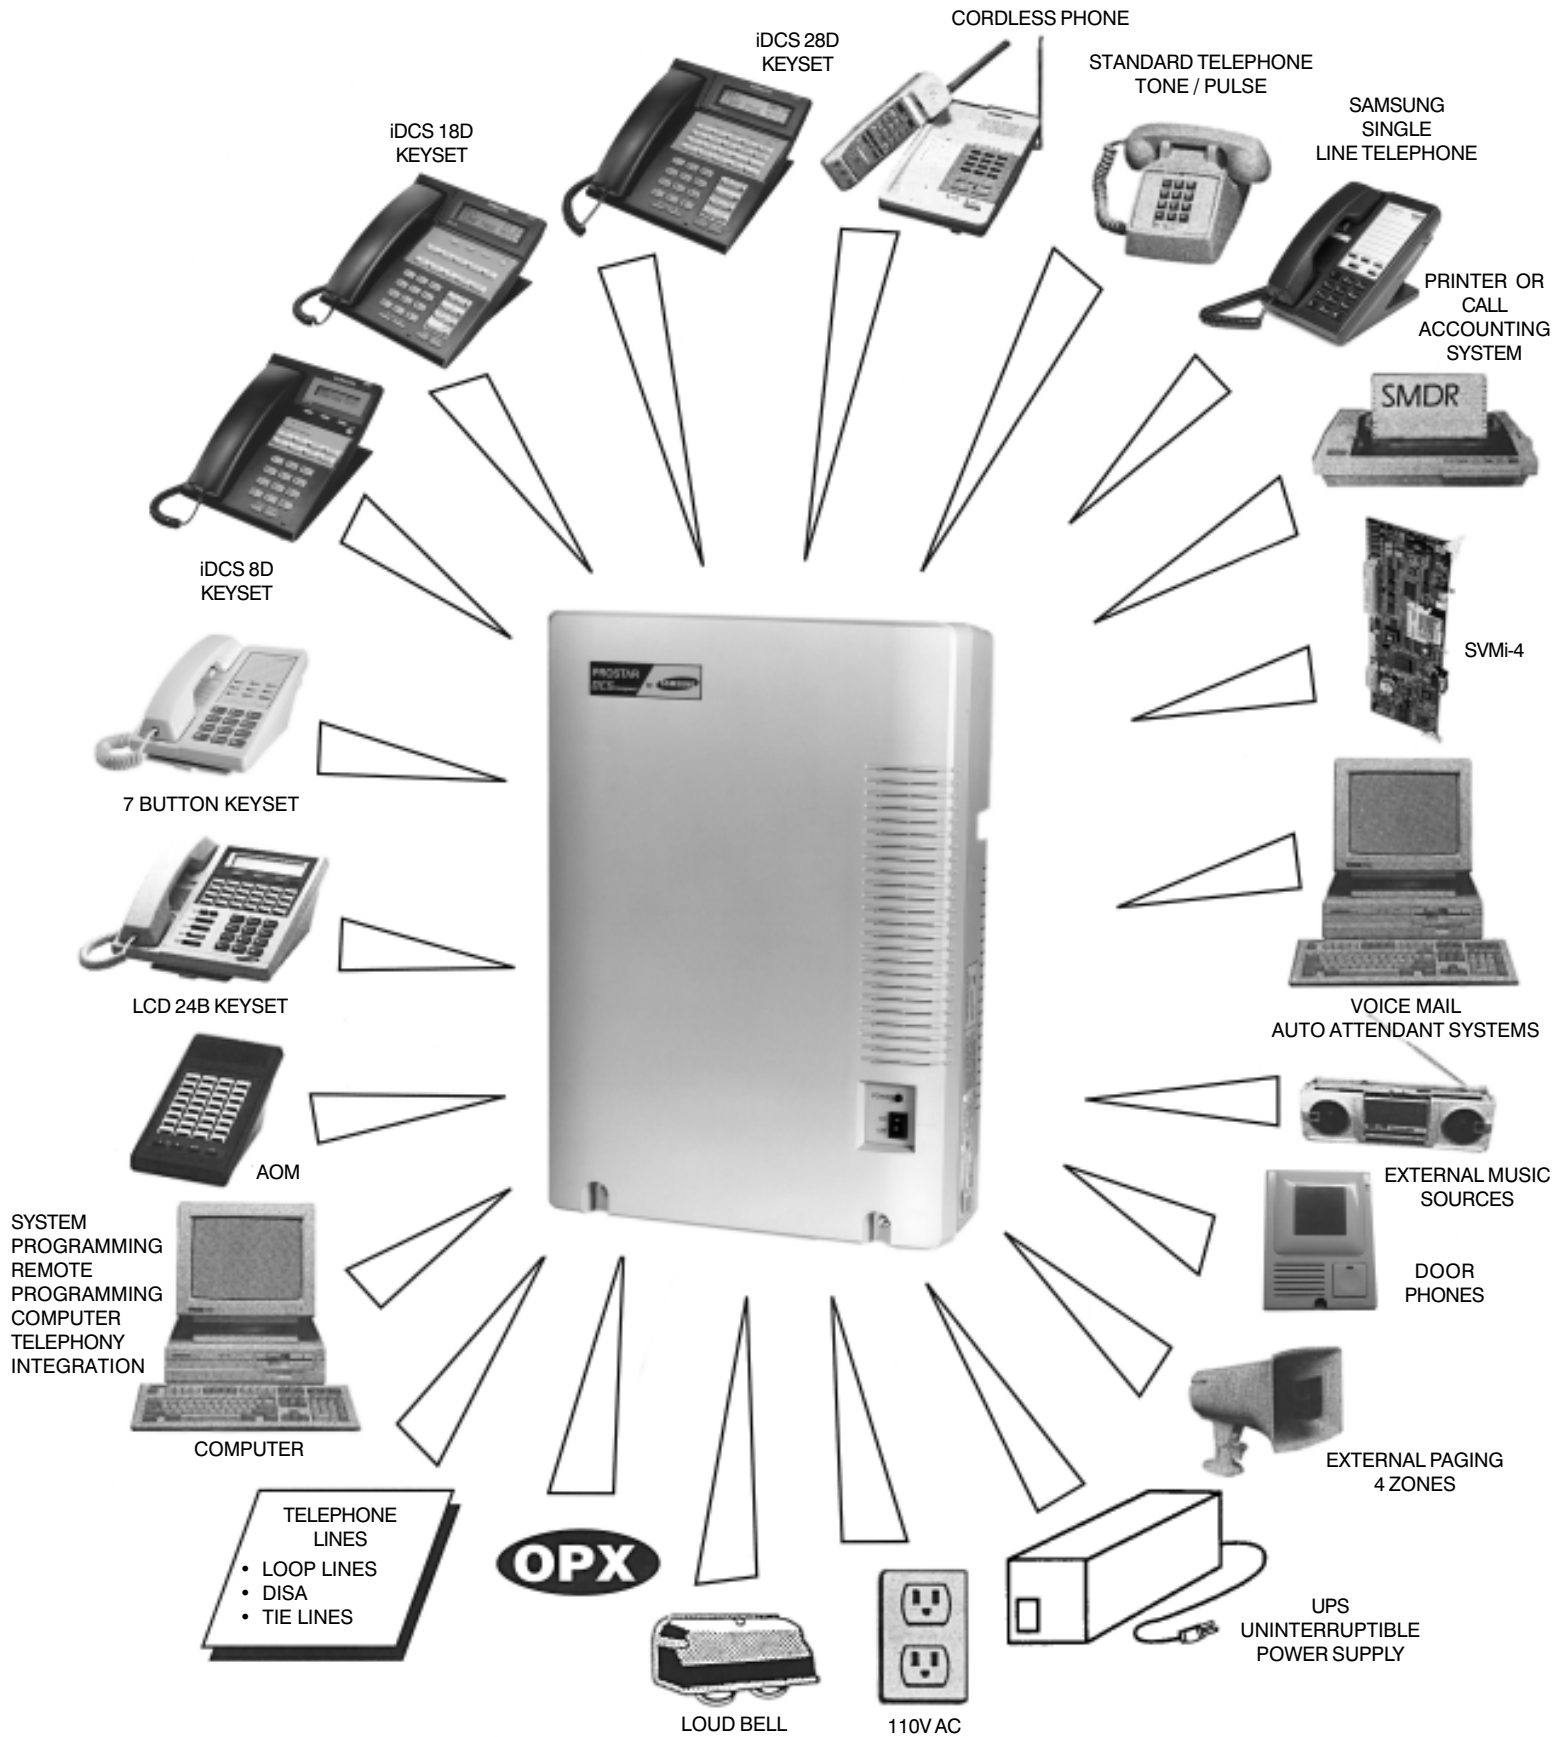 CORDLESS PHONE
iDCS 28D
KEYSET
STANDARD TELEPHONE
TONE / PULSE
SAMSUNG
SINGLE
LINE TELEPHONE
iDCS 18D
KEYSET
PRINTER OR
CALL
ACCOUNTING
SYSTEM
SMDR
iDCS 8D
KEYSET
SVMi-4
PROSTAR
DCS
SAMSUNG
7 BUTTON KEYSET
LCD 24B KEYSET
VOICE MAIL
AUTO ATTENDANT SYSTEMS
POWER
AOM
EXTERNAL MUSIC
SOURCES
SYSTEM
PROGRAMMING
REMOTE
PROGRAMMING
COMPUTER
TELEPHONY
INTEGRATION
DOOR
PHONES
COMPUTER
EXTERNAL PAGING
4 ZONES
TELEPHONE
LINES
• LOOP LINES
• DISA
• TIE LINES
OPX
UPS
UNINTERRUPTIBLE
POWER SUPPLY
LOUD BELL
110V AC